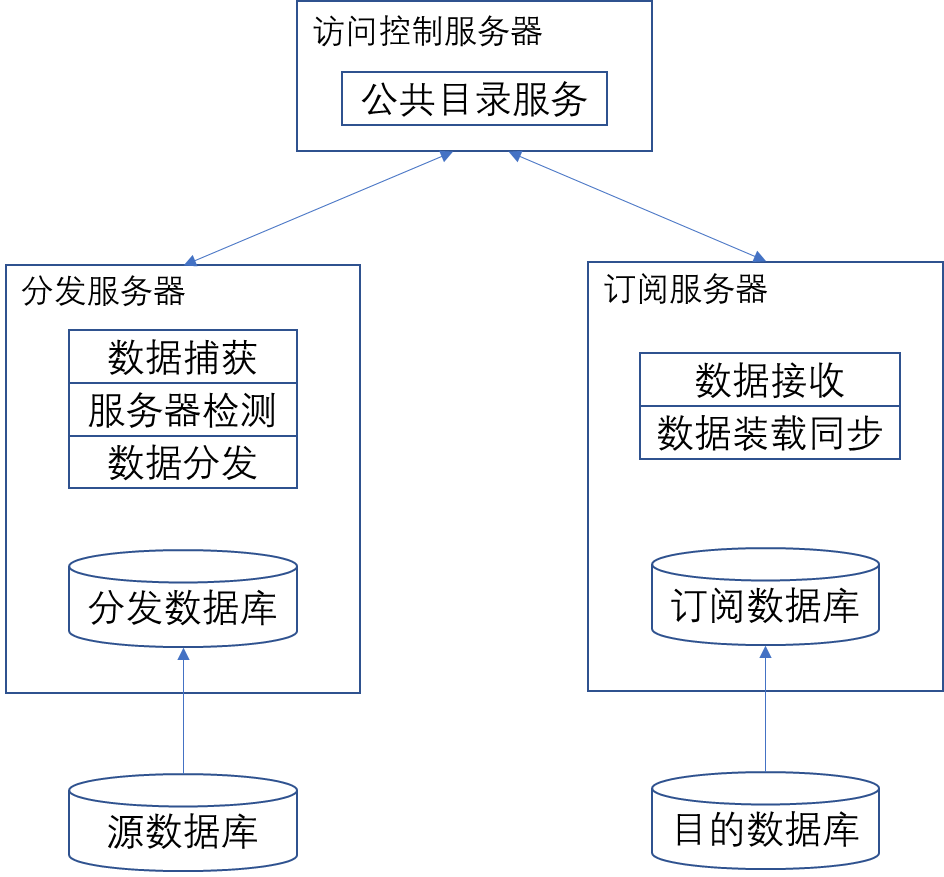 访问控制服务器
公共目录服务
分发服务器
数据捕获
服务器检测
数据分发
分发数据库
源数据库
订阅服务器
数据接收
数据装载同步
订阅数据库
目的数据库